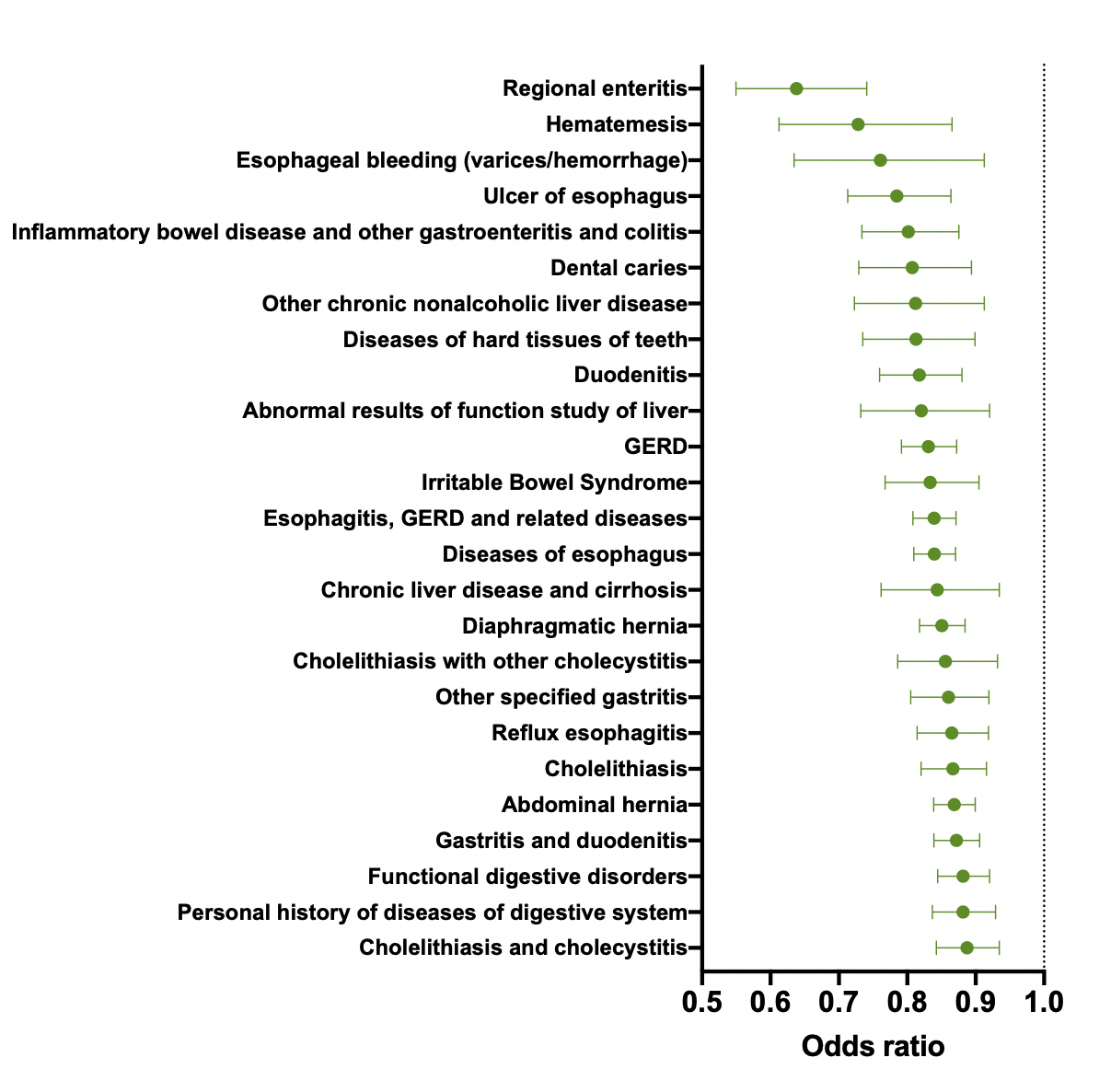 Regional enteritis
Hematemesis
Esophageal bleeding (varices/hemorrhage)
Ulcer of esophagus
Inflammatory bowel disease and other gastroenteritis and colitis
Dental caries
Other chronic nonalcoholic liver disease
Diseases of hard tissues of teeth
Duodenitis
Abnormal results of function study of liver
GERD
Irritable Bowel Syndrome
Esophagitis, GERD and related diseases
Diseases of esophagus
Chronic liver disease and cirrhosis
Diaphragmatic hernia
Cholelithiasis with other cholecystitis
Other specified gastritis
Reflux esophagitis
Cholelithiasis
Abdominal hernia
Gastritis and duodenitis
Functional digestive disorders
Personal history of diseases of digestive system
Cholelithiasis and cholecystitis
0.5 0.6 0.7 0.8 0.9 1.0
Odds ratio